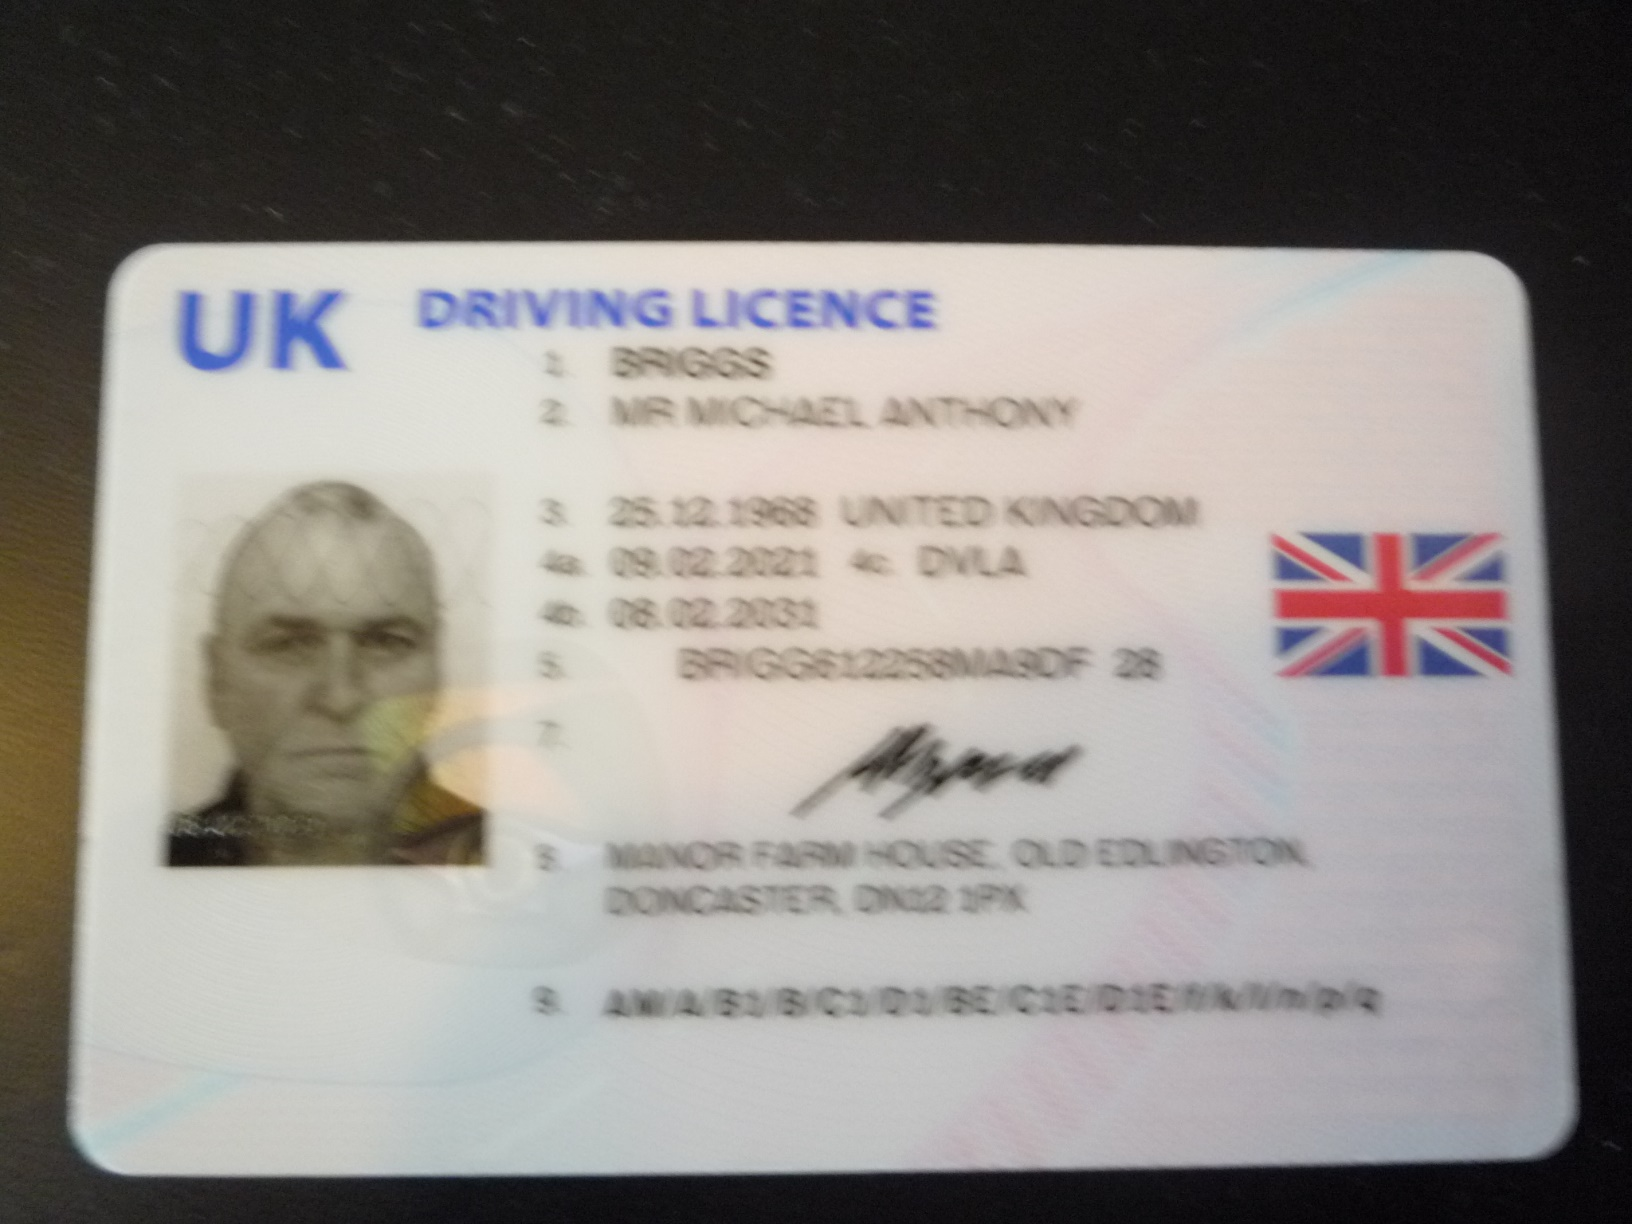 UK DRIVING LICENCE
1. BRIGGS
2. MR MICHAEL ANTHONY
3. 25.12.1968 UNITED KINGDOM
4a. 09.02.2021 4c. DVLA
4b. 08.02.2031
5. BRIGG612258MA9DF 28
7.
8. MANOR FARM HOUSE, OLD EDLINGTON,
DONCASTER, DN12 1PX
9. AM/A/B1/B/C1/D1/BE/C1E/D1E/f/k/l/n/p/q